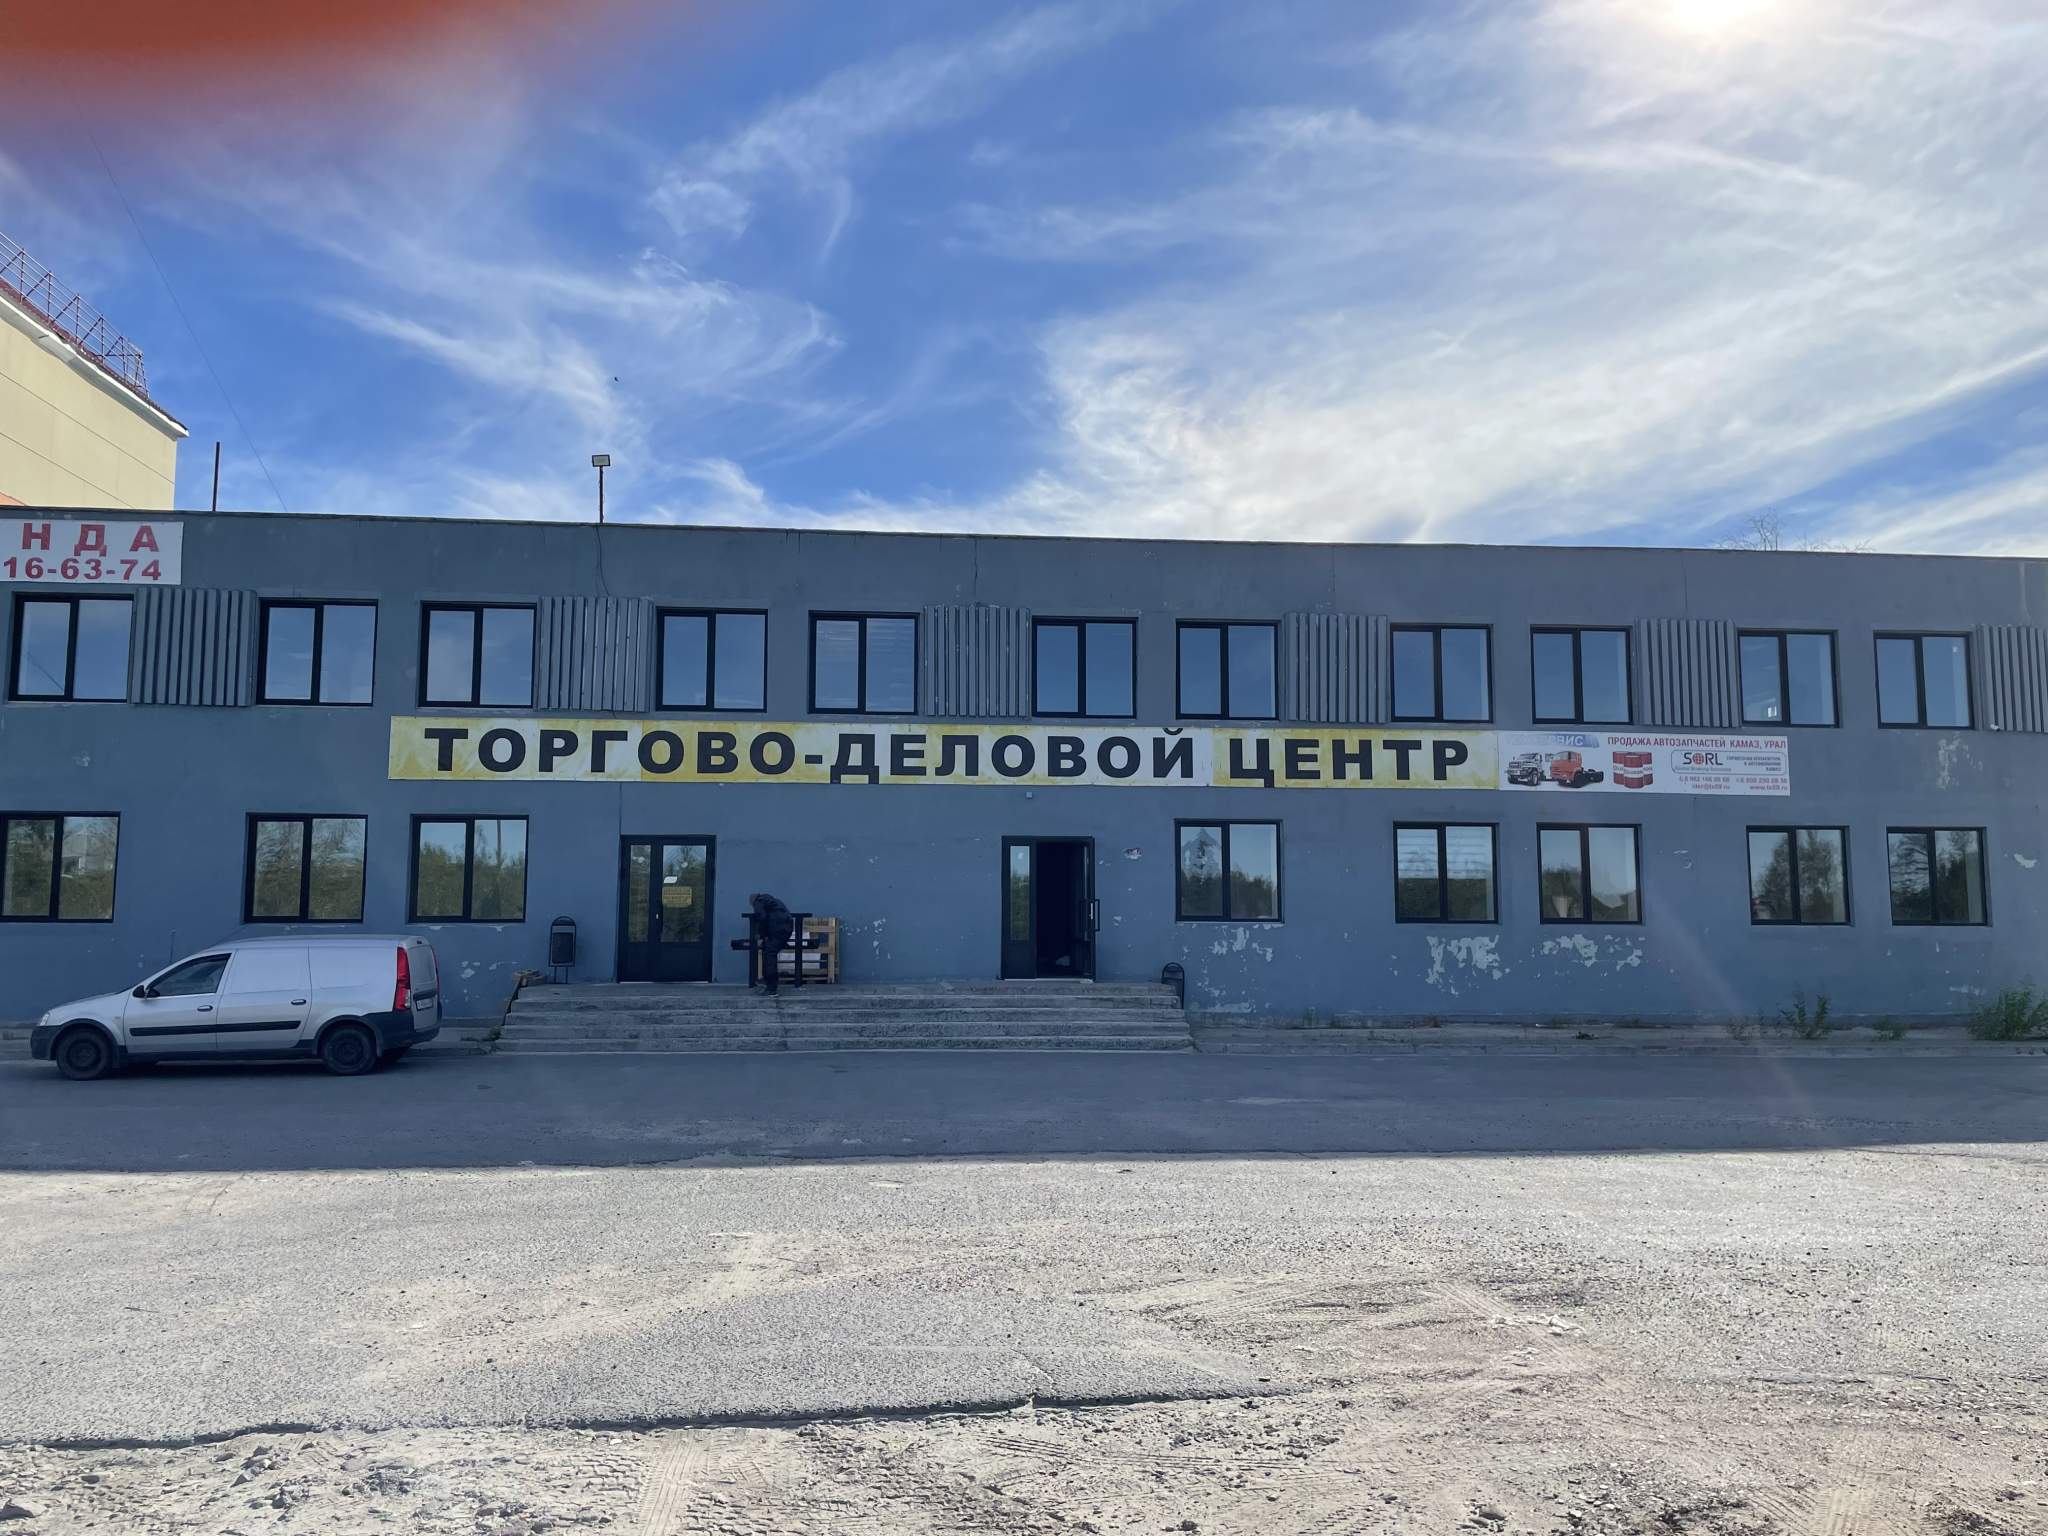 НДА
16-63-74
ТОРГОВО-ДЕЛОВОЙ ЦЕНТР
ПРОДАЖА АВТОЗАПЧАСТЕЙ КАМАЗ, УРАЛ
SORL